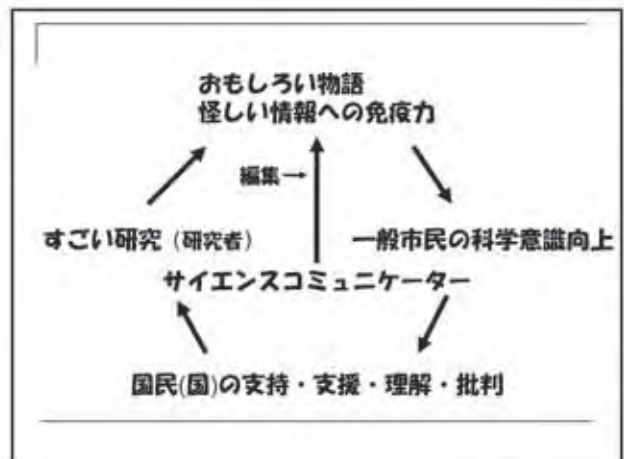 おもしろい物語
怪しい情報への免疫力
編集→
すごい研究（研究者）
一般市民の科学意識向上
サイエンスコミュニケーター
国民(国)の支持・支援・理解・批判